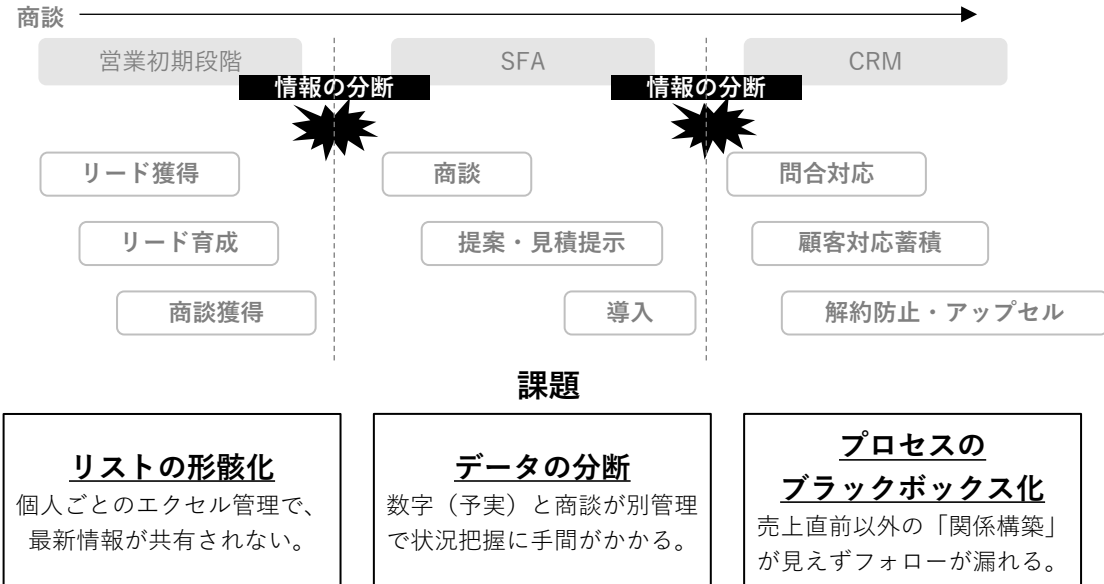 商談
営業初期段階
SFA
CRM
情報の分断
情報の分断
リード獲得
商談
問合対応
リード育成
提案・見積提示
顧客対応蓄積
商談獲得
導入
解約防止・アップセル
課題
リストの形骸化
個人ごとのエクセル管理で、
最新情報が共有されない。
データの分断
数字（予実）と商談が別管理
で状況把握に手間がかかる。
プロセスの
ブラックボックス化
売上直前以外の「関係構築」
が見えずフォローが漏れる。